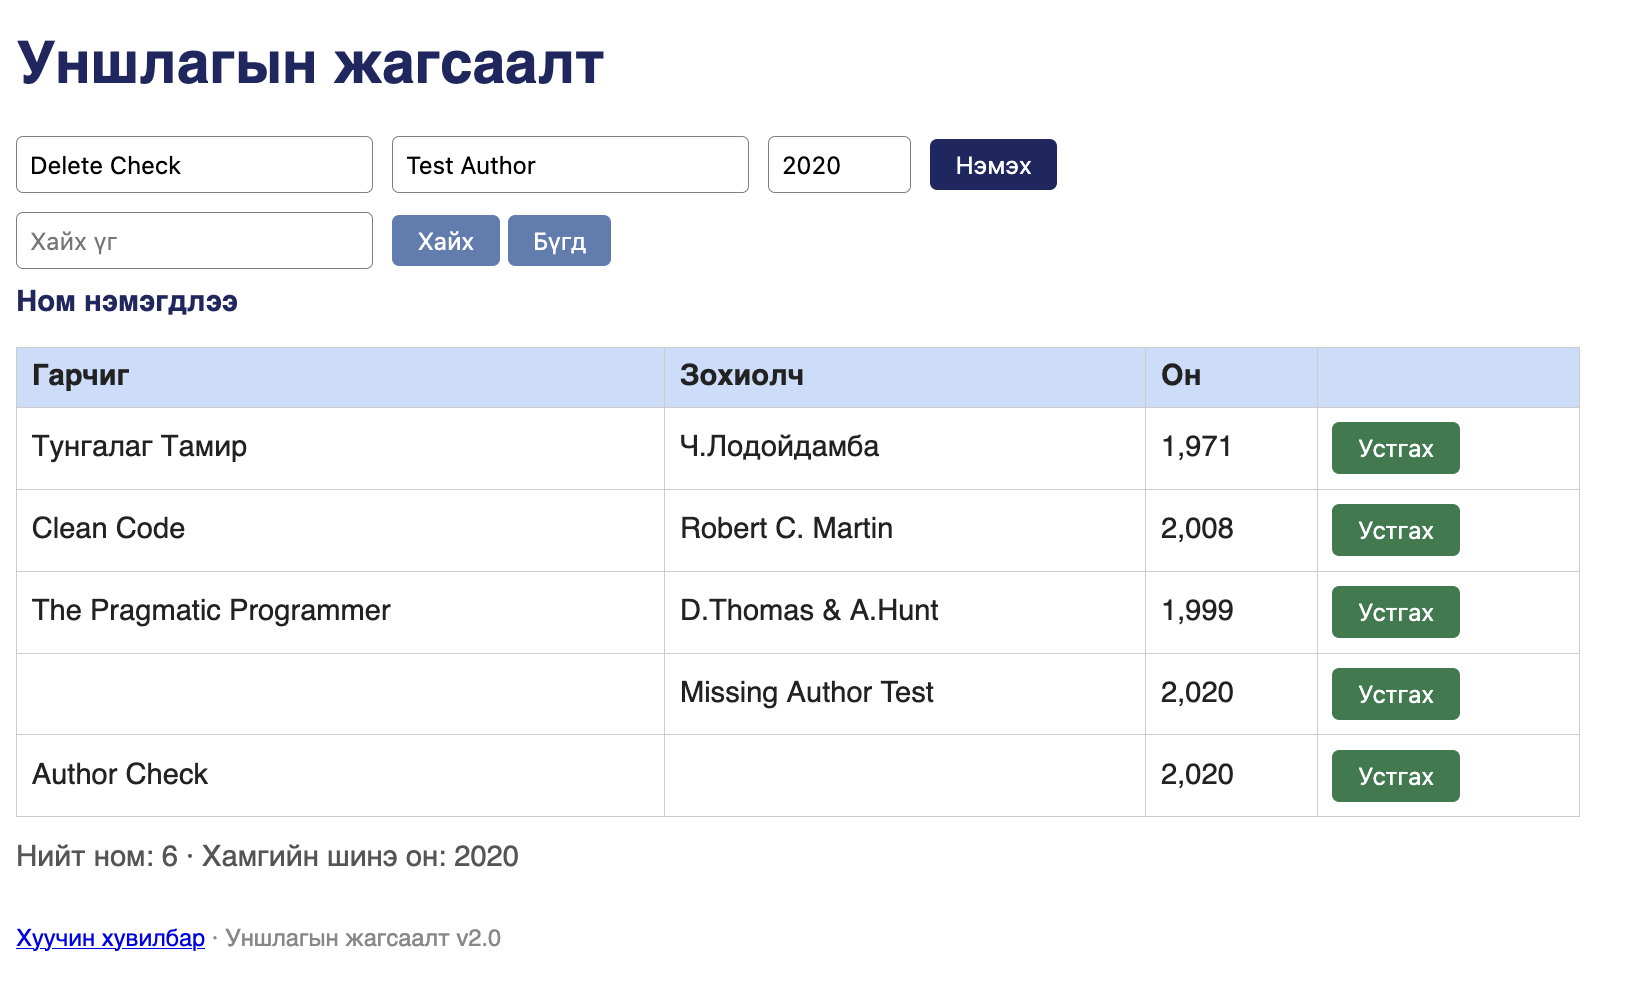 Уншлагын жагсаалт
Delete Check Test Author 2020 Нэмэх
Хайх үг Хайх Бүгд
Ном нэмэгдлээ
Гарчиг Зохиолч Он
Тунгалаг Тамир Ч.Лодойдамба 1,971 Устгах
Clean Code Robert C. Martin 2,008 Устгах
The Pragmatic Programmer D.Thomas & A.Hunt 1,999 Устгах
Missing Author Test 2,020 Устгах
Author Check 2,020 Устгах
Нийт ном: 6 · Хамгийн шинэ он: 2020
Хуучин хувилбар · Уншлагын жагсаалт v2.0